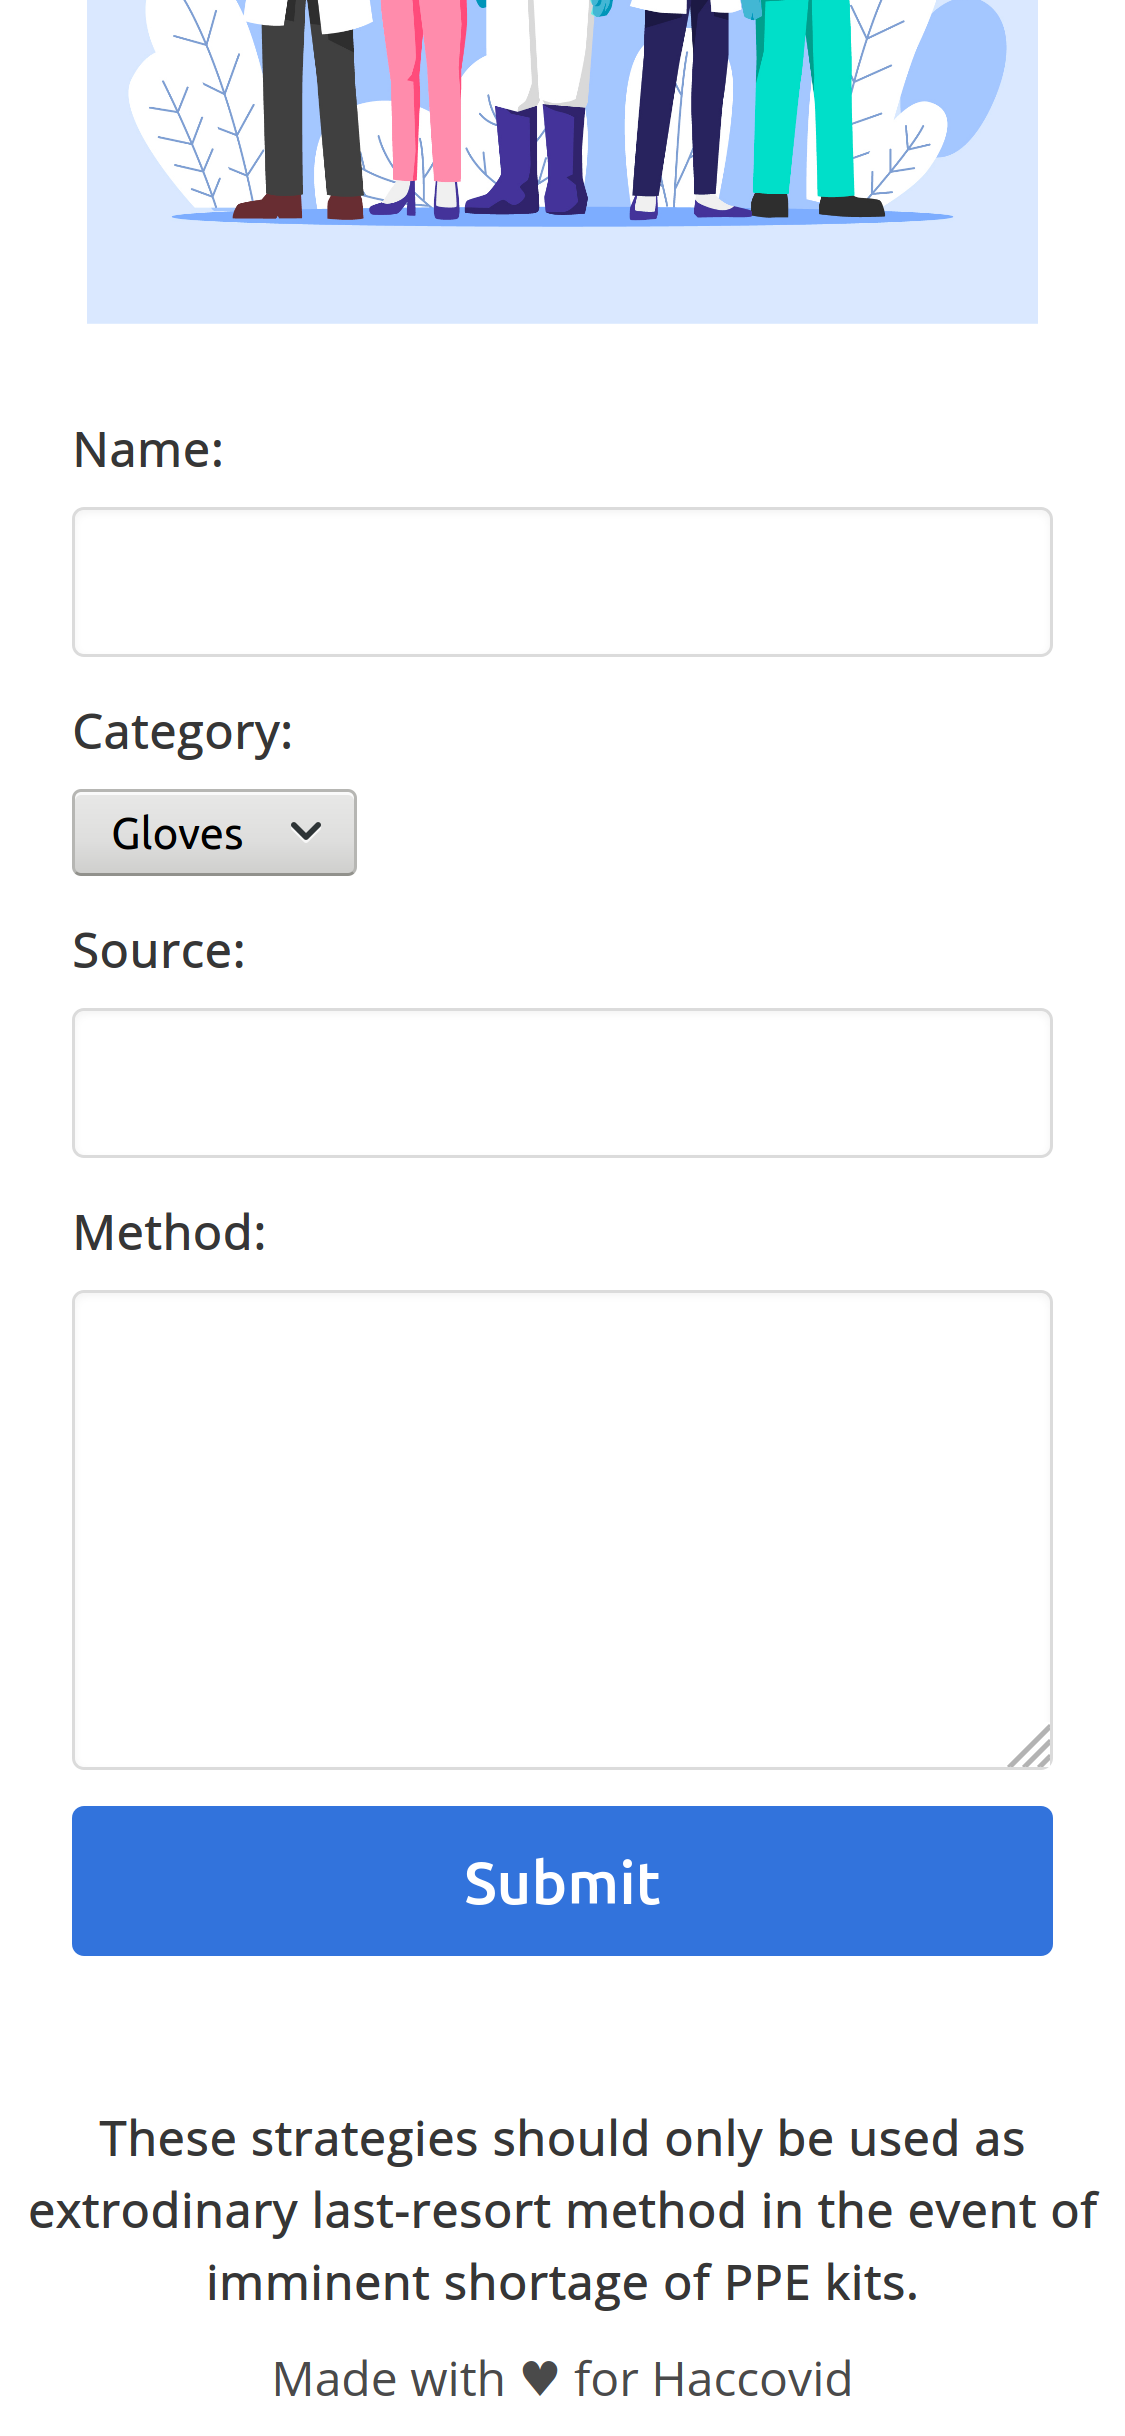 Name:
Category:
Gloves
Source:
Method:
Submit
These strategies should only be used as
extrodinary last-resort method in the event of
imminent shortage of PPE kits.
Made with ♥ for Haccovid